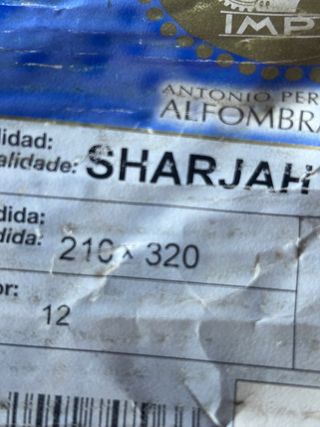 IMP
ANTONIO PER
ALFOMBRA
lidad:
alidade: SHARJAH
dida:
dida: 210 x 320
or:
12